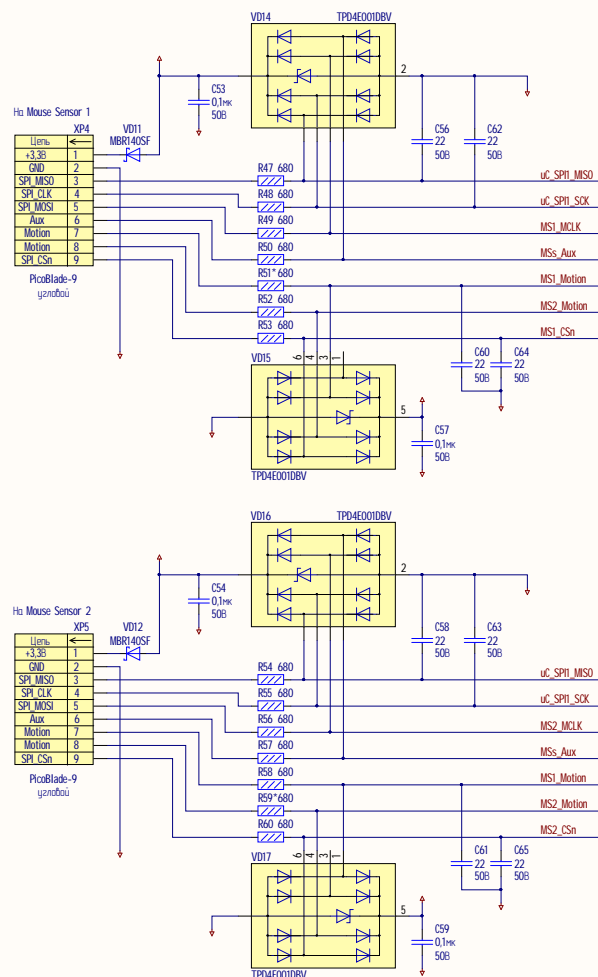 VD14
TPD4E001DBV
2
C53
0,1мк
50В
C56
22
50В
C62
22
50В
На Mouse Sensor 1
XP4
VD11
MBR140SF
Цепь
+3,3В 1
GND 2
SPI_MISO 3
SPI_CLK 4
SPI_MOSI 5
Aux 6
Motion 7
Motion 8
SPI_CSn 9
PicoBlade-9
угловой
R47 680
uC_SPI1_MISO
R48 680
uC_SPI1_SCK
R49 680
MS1_MCLK
R50 680
MSs_Aux
R51* 680
MS1_Motion
R52 680
MS2_Motion
R53 680
MS1_CSn
VD15
6 4 3 1
C60
22
50В
C64
22
50В
5
C57
0,1мк
50В
TPD4E001DBV
VD16
TPD4E001DBV
2
C54
0,1мк
50В
C58
22
50В
C63
22
50В
На Mouse Sensor 2
XP5
VD12
MBR140SF
Цепь
+3,3В 1
GND 2
SPI_MISO 3
SPI_CLK 4
SPI_MOSI 5
Aux 6
Motion 7
Motion 8
SPI_CSn 9
PicoBlade-9
угловой
R54 680
uC_SPI1_MISO
R55 680
uC_SPI1_SCK
R56 680
MS2_MCLK
R57 680
MSs_Aux
R58 680
MS1_Motion
R59*680
MS2_Motion
R60 680
MS2_CSn
VD17
6 4 3 1
C61
22
50В
C65
22
50В
5
C59
0,1мк
50В
TPD4E001DBV